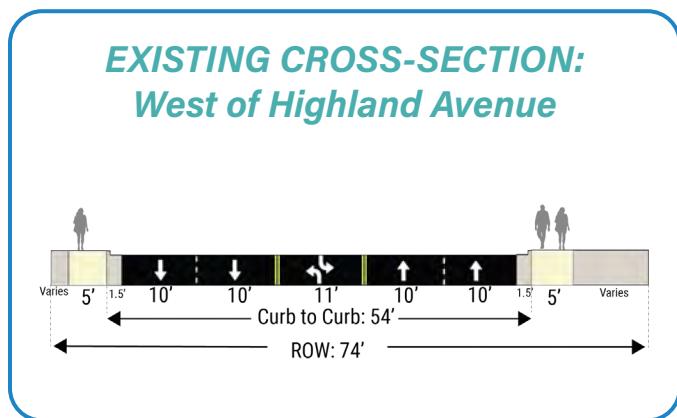 EXISTING CROSS-SECTION:
West of Highland Avenue
Varies 5' 1.5' 10' 10' 11' 10' 10' 1.5' 5' Varies
Curb to Curb: 54'
ROW: 74'